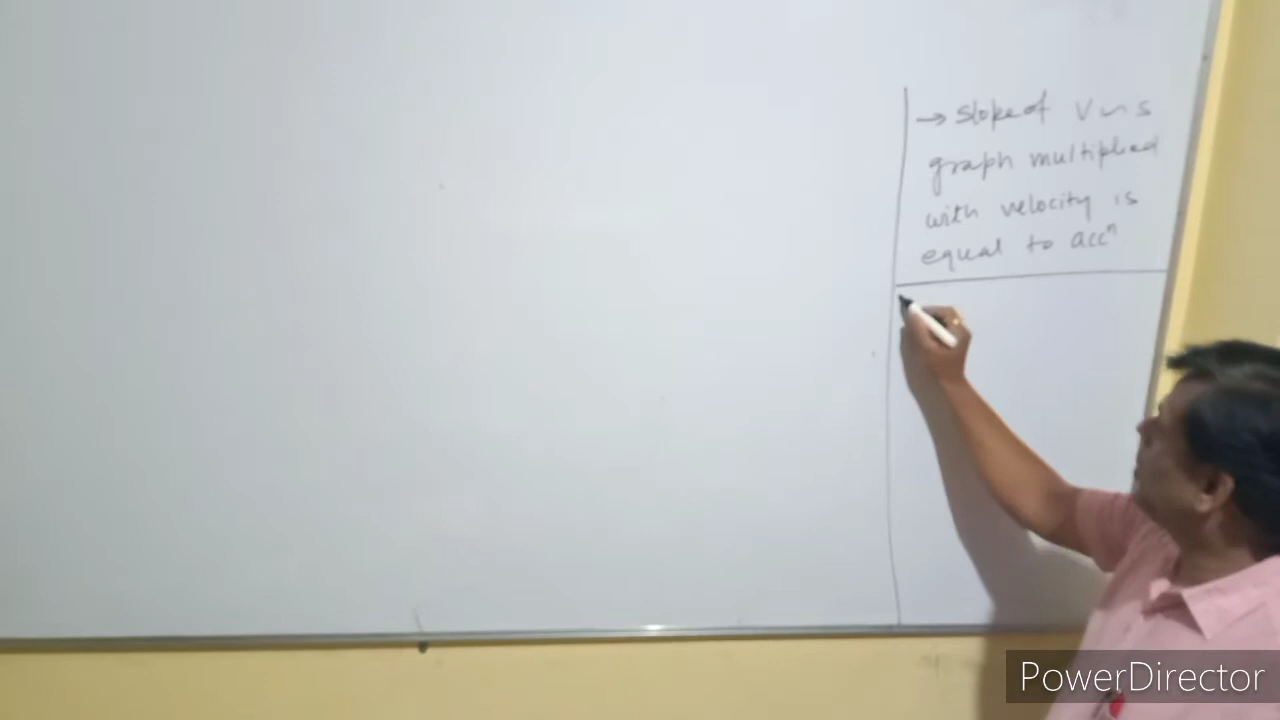 → Slope of V ~ s
graph multiplied
with velocity is
equal to accⁿ
PowerDirector